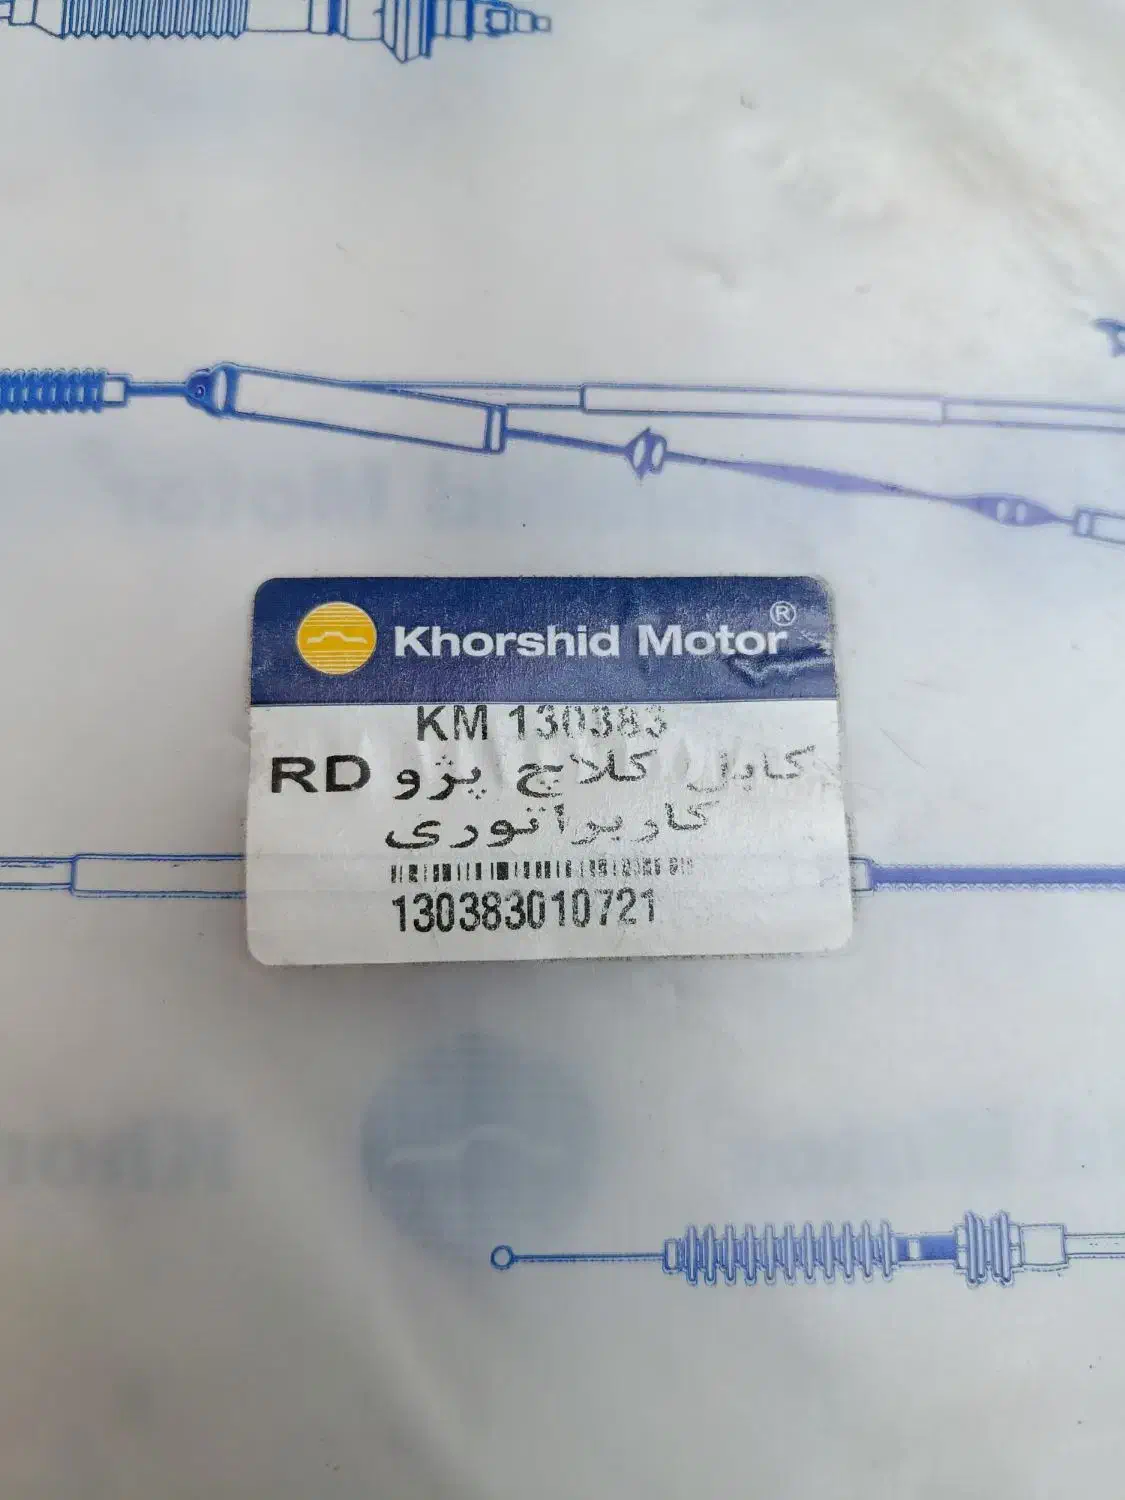 Khorshid Motor®
KM 130383
کابل کلاچ پژو RD
کاربراتوری
130383010721